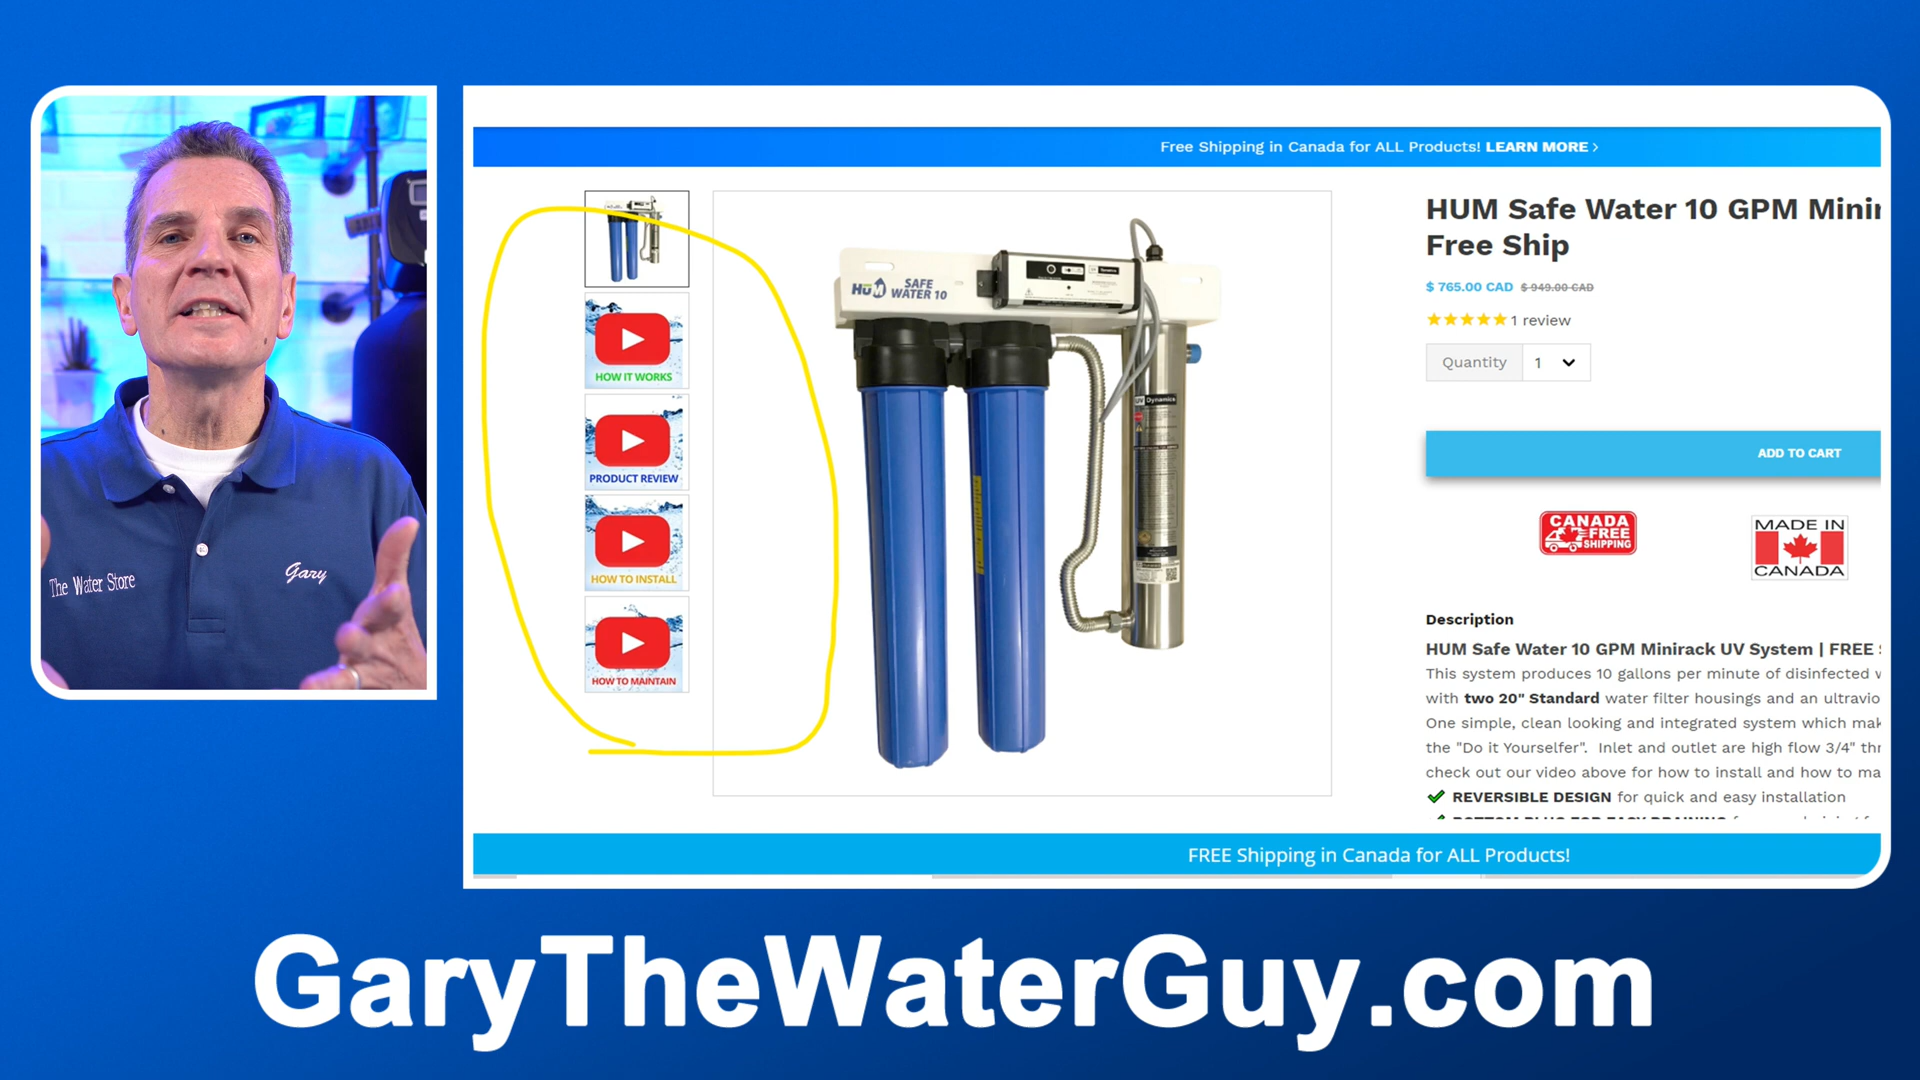 The Water Store
Gary
Free Shipping in Canada for ALL Products! LEARN MORE >
HOW IT WORKS
PRODUCT REVIEW
HOW TO INSTALL
HOW TO MAINTAIN
HUM SAFE
WATER 10
UV Dynamics
HUM Safe Water 10 GPM Minir
Free Ship
$ 765.00 CAD $ 949.00 CAD
1 review
Quantity 1
ADD TO CART
CANADA
FREE
SHIPPING
MADE IN
CANADA
Description
HUM Safe Water 10 GPM Minirack UV System | FREE
This system produces 10 gallons per minute of disinfected
with two 20" Standard water filter housings and an ultravio
One simple, clean looking and integrated system which mak
the "Do it Yourselfer". Inlet and outlet are high flow 3/4" thr
check out our video above for how to install and how to ma
REVERSIBLE DESIGN for quick and easy installation
FREE Shipping in Canada for ALL Products!
GaryTheWaterGuy.com